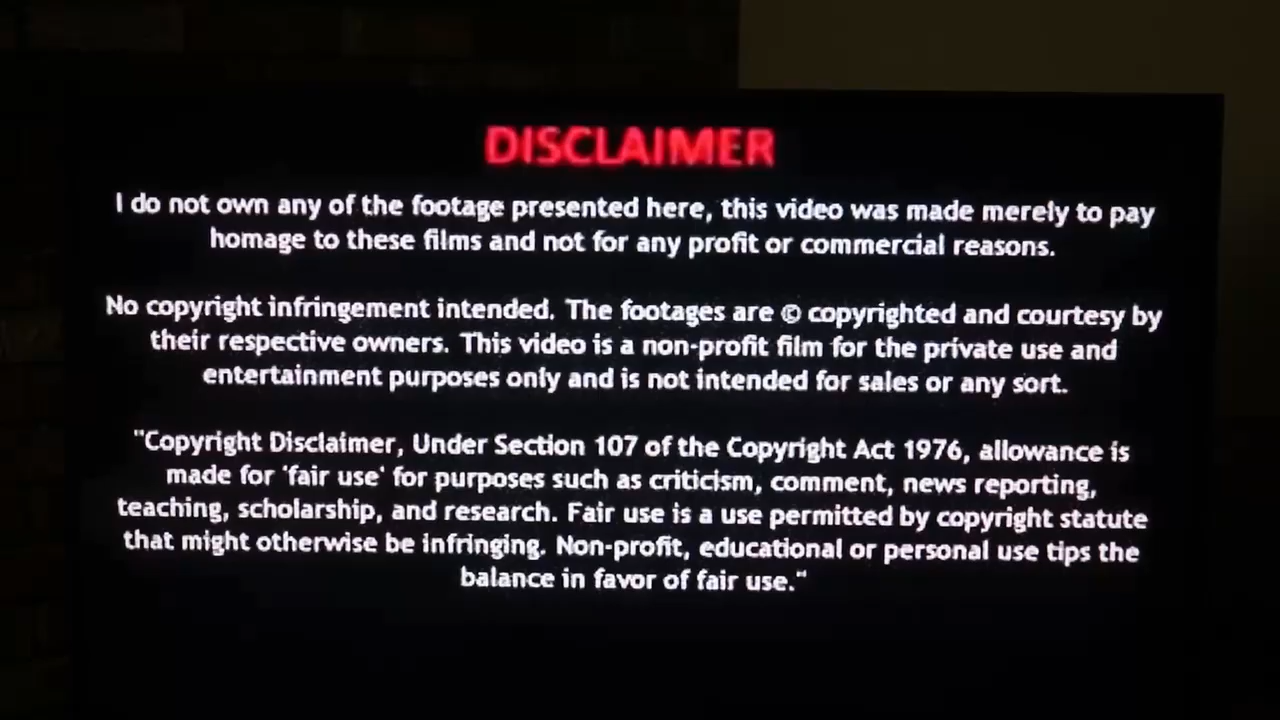 DISCLAIMER
I do not own any of the footage presented here, this video was made merely to pay
homage to these films and not for any profit or commercial reasons.
No copyright infringement intended. The footages are © copyrighted and courtesy by
their respective owners. This video is a non-profit film for the private use and
entertainment purposes only and is not intended for sales or any sort.
"Copyright Disclaimer, Under Section 107 of the Copyright Act 1976, allowance is
made for 'fair use' for purposes such as criticism, comment, news reporting,
teaching, scholarship, and research. Fair use is a use permitted by copyright statute
that might otherwise be infringing. Non-profit, educational or personal use tips the
balance in favor of fair use."